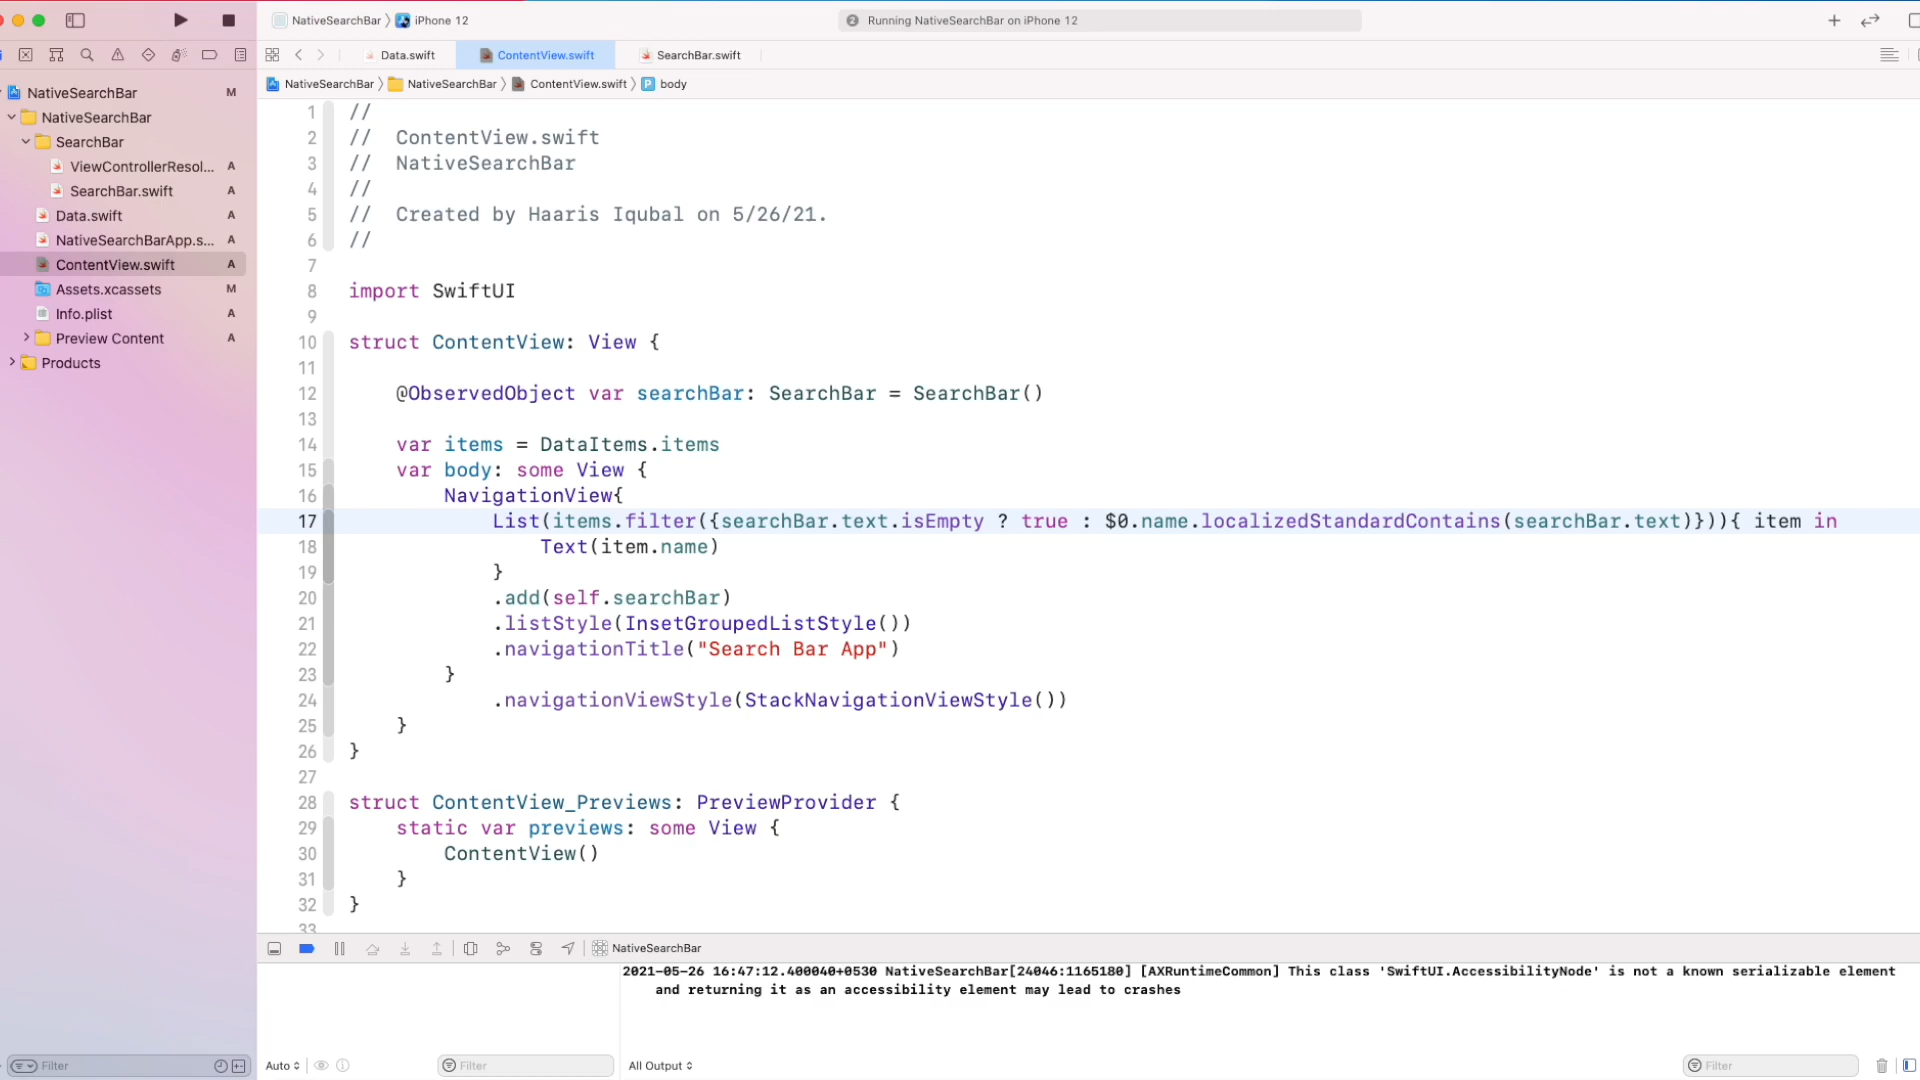 NativeSearchBar iPhone 12
2 Running NativeSearchBar on iPhone 12
Data.swift ContentView.swift SearchBar.swift
NativeSearchBar NativeSearchBar ContentView.swift P body
NativeSearchBar M
NativeSearchBar
SearchBar
ViewControllerResol... A
SearchBar.swift A
Data.swift A
NativeSearchBarApp.s... A
ContentView.swift A
Assets.xcassets M
Info.plist A
Preview Content A
Products
1 //
2 // ContentView.swift
3 // NativeSearchBar
4 //
5 // Created by Haaris Iqubal on 5/26/21.
6 //
7
8 import SwiftUI
9
10 struct ContentView: View {
11
12 @ObservedObject var searchBar: SearchBar = SearchBar()
13
14 var items = DataItems.items
15 var body: some View {
16 NavigationView{
17 List(items.filter({searchBar.text.isEmpty ? true : $0.name.localizedStandardContains(searchBar.text)})){ item in
18 Text(item.name)
19 }
20 .add(self.searchBar)
21 .listStyle(InsetGroupedListStyle())
22 .navigationTitle("Search Bar App")
23 }
24 .navigationViewStyle(StackNavigationViewStyle())
25 }
26 }
27
28 struct ContentView_Previews: PreviewProvider {
29 static var previews: some View {
30 ContentView()
31 }
32 }
33
NativeSearchBar
2021-05-26 16:47:12.400040+0530 NativeSearchBar[24046:1165180] [AXRuntimeCommon] This class 'SwiftUI.AccessibilityNode' is not a known serializable element
and returning it as an accessibility element may lead to crashes
Filter Auto Filter All Output Filter